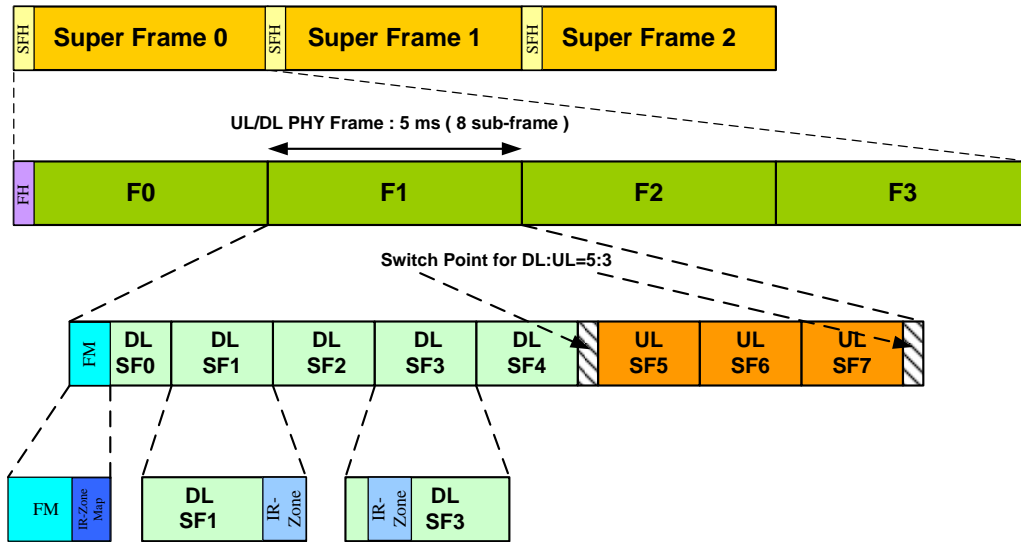 SFH
Super Frame 0
SFH
Super Frame 1
SFH
Super Frame 2
UL/DL PHY Frame : 5 ms ( 8 sub-frame )
FH
F0
F1
F2
F3
Switch Point for DL:UL=5:3
FM
DL
SF0
DL
SF1
DL
SF2
DL
SF3
DL
SF4
UL
SF5
UL
SF6
UL
SF7
FM
IR-Zone
Map
DL
SF1
IR-
Zone
IR-
Zone
DL
SF3